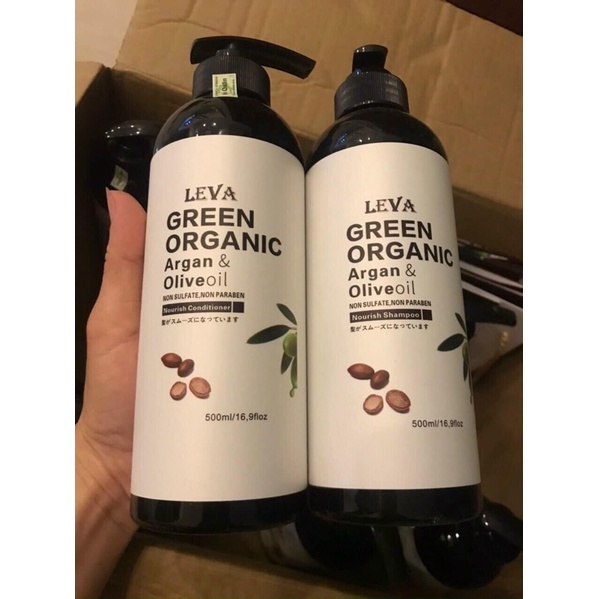 LEVA
GREEN
ORGANIC
Argan &
Oliveoil
NON SULFATE,NON PARABEN
Nourish Conditioner
髪がスムーズになつています
500ml/16,9floz
LEVA
GREEN
ORGANIC
Argan &
Oliveoil
NON SULFATE,NON PARABEN
Nourish Shampoo
髪がスムーズになつています
500ml/16,9floz